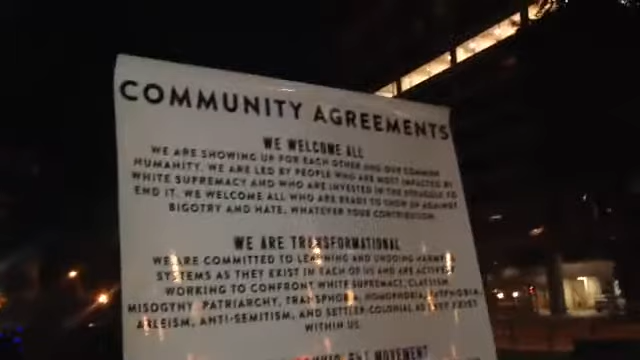 COMMUNITY AGREEMENTS
WE WELCOME ALL
WE ARE SHOWING UP FOR EACH OTHER AND OUR COMMON
HUMANITY. WE ARE LED BY PEOPLE WHO ARE MOST IMPACTED BY
WHITE SUPREMACY AND WHO ARE INVESTED IN THE STRUGGLE TO
END IT. WE WELCOME ALL WHO ARE READY TO SHOW UP AGAINST
BIGOTRY AND HATE, WHATEVER YOUR CONTRIBUTION.
WE ARE TRANSFORMATIONAL
WE ARE COMMITTED TO LEARNING AND UNDOING HARMFUL
SYSTEMS AS THEY EXIST IN EACH OF US AND ARE ACTIVELY
WORKING TO CONFRONT WHITE SUPREMACY, CLASSISM,
MISOGYNY, PATRIARCHY, TRANSPHOBIA, HOMOPHOBIA,
ABLEISM, ANTI-SEMITISM, AND SETTLER-COLONIAL AS THEY EXIST
WITHIN US.
MOVEMENT